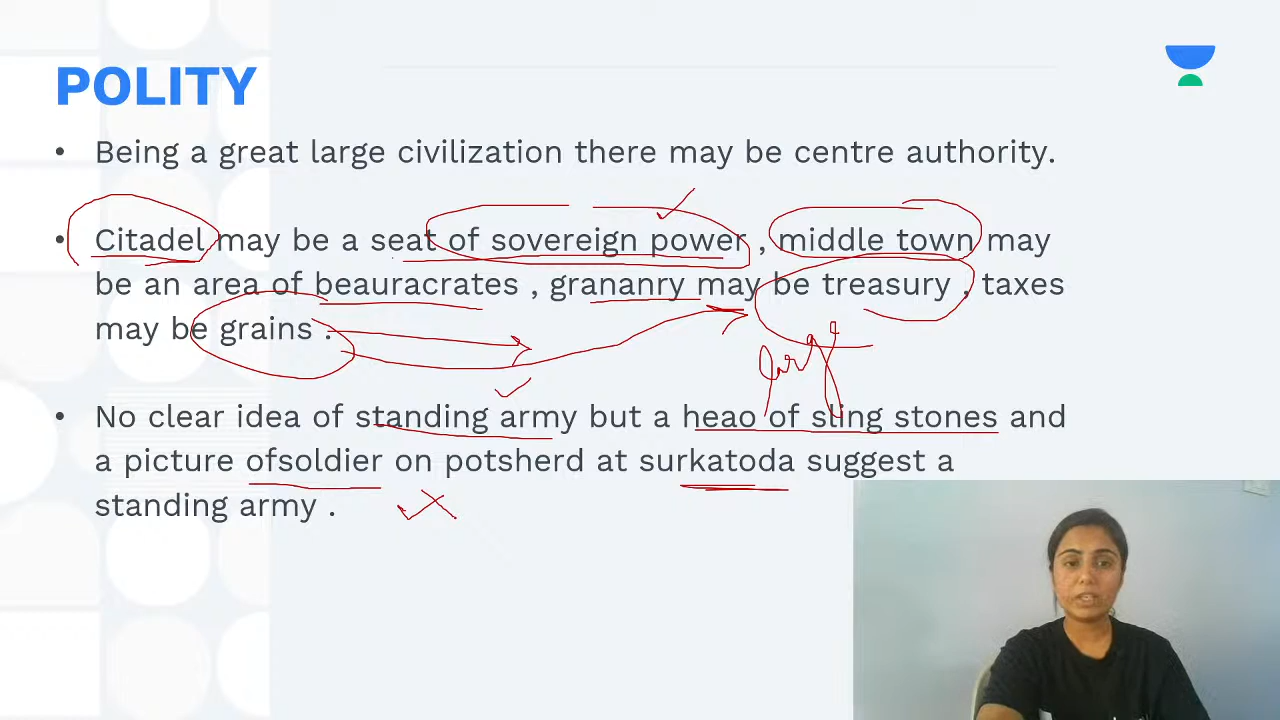 POLITY
• Being a great large civilization there may be centre authority.
• Citadel may be a seat of sovereign power , middle town may
be an area of beauracrates , grananry may be treasury , taxes
may be grains .
• No clear idea of standing army but a heao of sling stones and
a picture ofsoldier on potsherd at surkatoda suggest a
standing army .